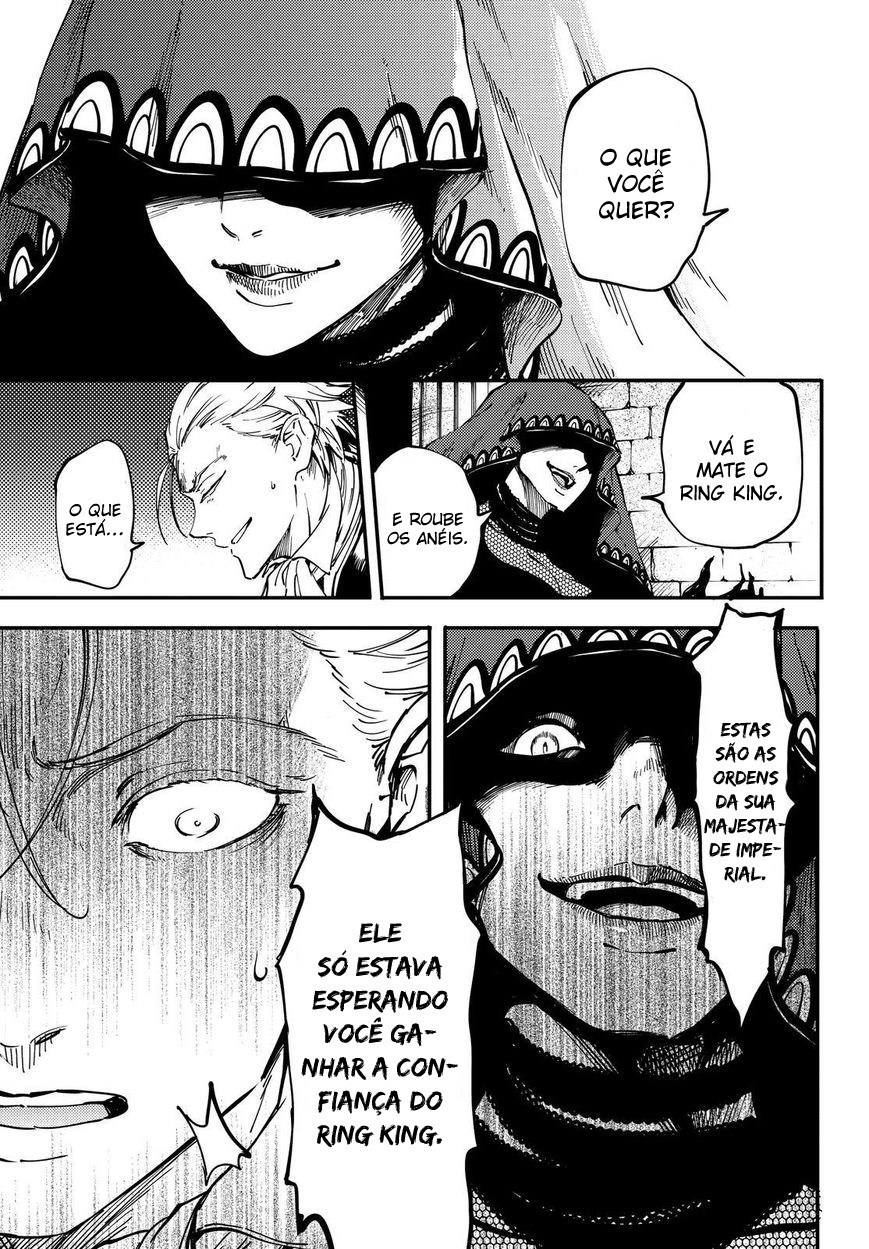 O QUE
VOCÊ
QUER?
VÁ E
MATE O
RING KING.
E ROUBE
OS ANÉIS.
O QUE
ESTÁ...
ESTAS
SÃO AS
ORDENS
DA SUA
MAJESTA-
DE IMPE-
RIAL.
ELE
SÓ ESTAVA
ESPERANDO
VOCÊ GA-
NHAR A CON-
FIANÇA DO
RING KING.